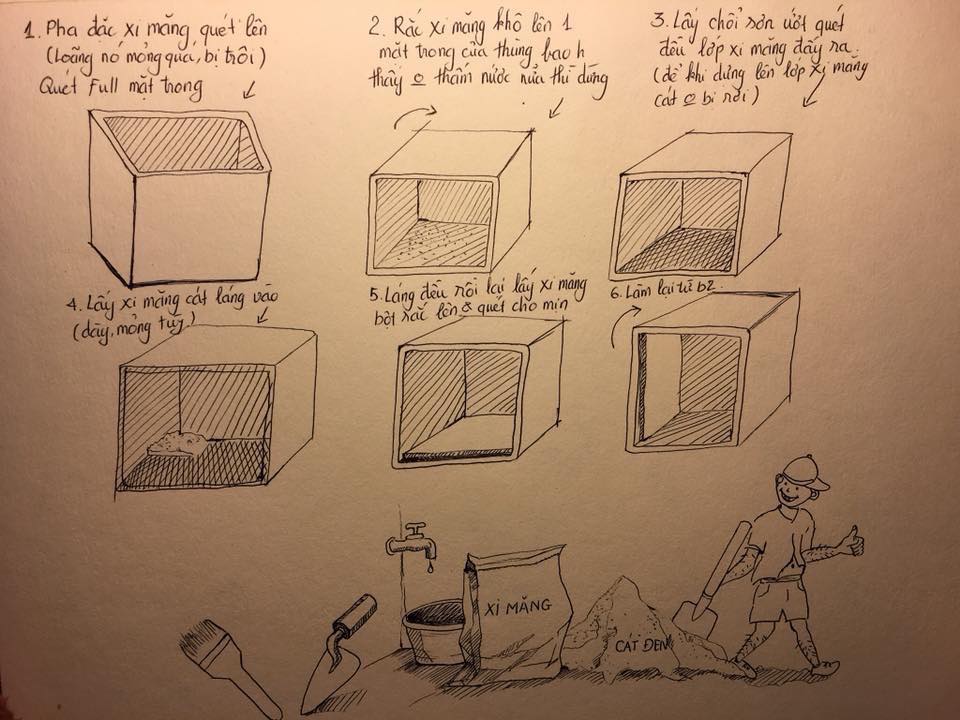 1. Pha đặc xi măng quét lên
(Loãng nó mỏng quá, bị trôi)
Quét Full mặt trong
2. Rắc xi măng khô lên 1
mặt trong của thùng bao h
thấy o thấm nước nữa thì dừng
3. Lấy chổi sơn ướt quét
đều lớp xi măng đấy ra.
(để khi dựng lên lớp xi măng
cát o bị rơi)
4. Lấy xi măng cát láng vào
(dày, mỏng tuỳ)
5. Láng đều rồi lại lấy xi măng
bột rắc lên & quét cho mịn
6. Làm lại từ b2.
XI MĂNG
CÁT ĐEN